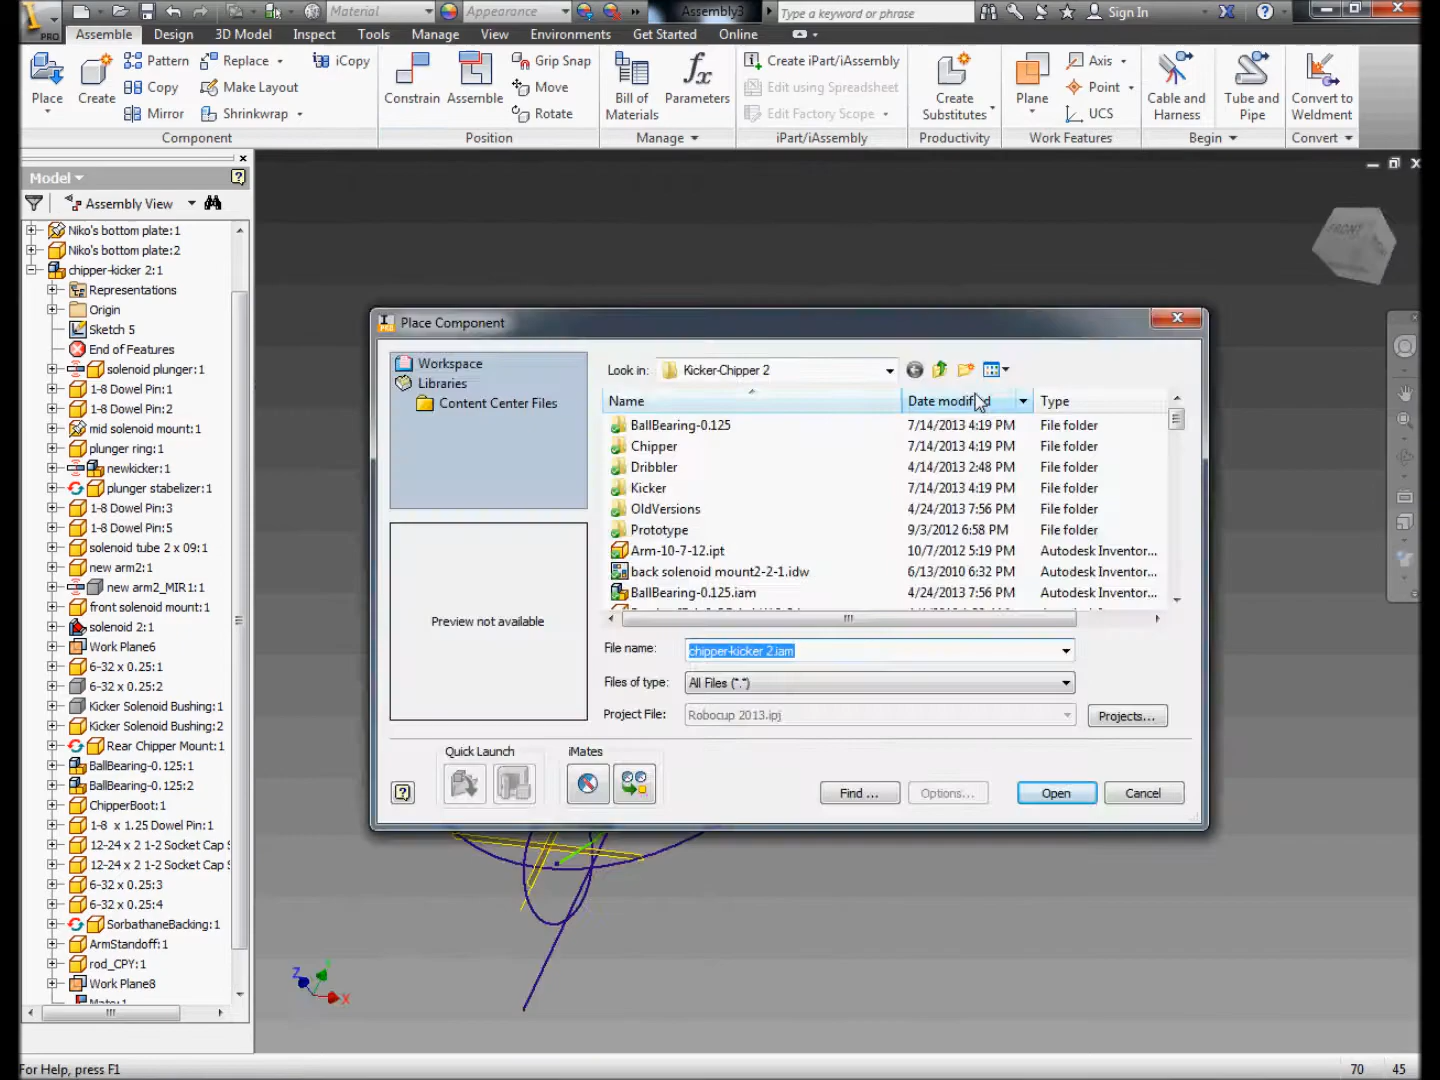 Material
Appearance
Assembly3
Type a keyword or phrase
Sign In
PRO
Assemble
Design
3D Model
Inspect
Tools
Manage
View
Environments
Get Started
Online
Place
Create
Pattern
Copy
Mirror
Replace
Make Layout
Shrinkwrap
iCopy
Component
Constrain
Assemble
Grip Snap
Move
Rotate
Position
Bill of
Materials
Parameters
Manage
Create iPart/iAssembly
Edit using Spreadsheet
Edit Factory Scope
iPart/iAssembly
Create
Substitutes
Productivity
Plane
Axis
Point
UCS
Work Features
Cable and
Harness
Tube and
Pipe
Begin
Convert to
Weldment
Convert
Model
Assembly View
Niko's bottom plate:1
Niko's bottom plate:2
chipper-kicker 2:1
Representations
Origin
Sketch 5
End of Features
solenoid plunger:1
1-8 Dowel Pin:1
1-8 Dowel Pin:2
mid solenoid mount:1
plunger ring:1
newkicker:1
plunger stabelizer:1
1-8 Dowel Pin:3
1-8 Dowel Pin:5
solenoid tube 2 x 09:1
new arm2:1
new arm2_MIR1:1
front solenoid mount:1
solenoid 2:1
Work Plane6
6-32 x 0.25:1
6-32 x 0.25:2
Kicker Solenoid Bushing:1
Kicker Solenoid Bushing:2
Rear Chipper Mount:1
BallBearing-0.125:1
BallBearing-0.125:2
ChipperBoot:1
1-8 x 1.25 Dowel Pin:1
12-24 x 2 1-2 Socket Cap S
12-24 x 2 1-2 Socket Cap S
6-32 x 0.25:3
6-32 x 0.25:4
SorbathaneBacking:1
ArmStandoff:1
rod_CPY:1
Work Plane8
Mate:1
FRONT
Place Component
Workspace
Libraries
Content Center Files
Preview not available
Look in:
Kicker-Chipper 2
Name
Date modified
Type
BallBearing-0.125 7/14/2013 4:19 PM File folder
Chipper 7/14/2013 4:19 PM File folder
Dribbler 4/14/2013 2:48 PM File folder
Kicker 7/14/2013 4:19 PM File folder
OldVersions 4/24/2013 7:56 PM File folder
Prototype 9/3/2012 6:58 PM File folder
Arm-10-7-12.ipt 10/7/2012 5:19 PM Autodesk Inventor...
back solenoid mount2-2-1.idw 6/13/2010 6:32 PM Autodesk Inventor...
BallBearing-0.125.iam 4/24/2013 7:56 PM Autodesk Inventor...
File name: chipper-kicker 2.iam
Files of type: All Files (*.*)
Project File: Robocup 2013.ipj
Projects...
Quick Launch
iMates
Find ...
Options...
Open
Cancel
Z
Y
X
For Help, press F1
70
45